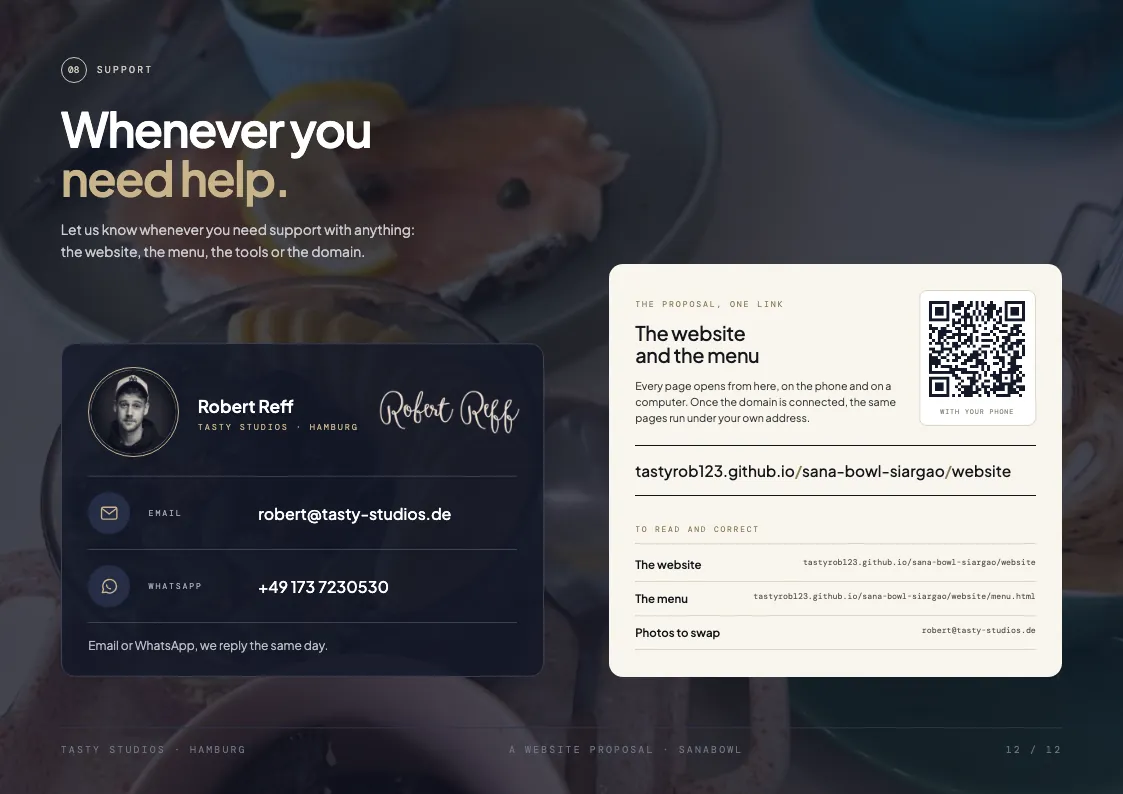 08 SUPPORT
Whenever you
need help.
Let us know whenever you need support with anything:
the website, the menu, the tools or the domain.
Robert Reff
TASTY STUDIOS · HAMBURG
Robert Reff
EMAIL robert@tasty-studios.de
WHATSAPP +49 173 7230530
Email or WhatsApp, we reply the same day.
THE PROPOSAL, ONE LINK
The website
and the menu
Every page opens from here, on the phone and on a
computer. Once the domain is connected, the same
pages run under your own address.
WITH YOUR PHONE
tastyrob123.github.io/sana-bowl-siargao/website
TO READ AND CORRECT
The website tastyrob123.github.io/sana-bowl-siargao/website
The menu tastyrob123.github.io/sana-bowl-siargao/website/menu.html
Photos to swap robert@tasty-studios.de
TASTY STUDIOS · HAMBURG A WEBSITE PROPOSAL · SANABOWL 12 / 12